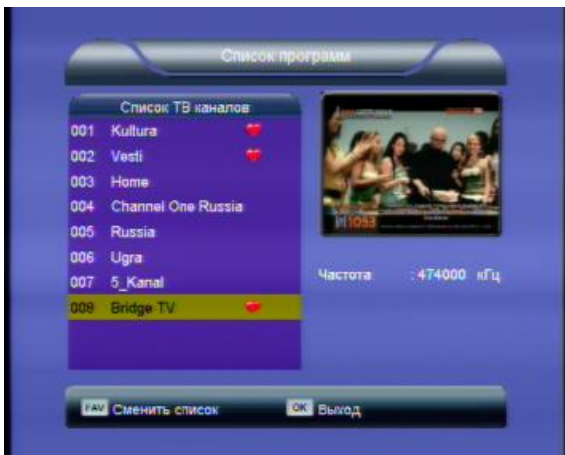 Список программ
Список ТВ каналов
001 Kultura
002 Vesti
003 Home
004 Channel One Russia
005 Russia
006 Ugra
007 5_Kanal
008 Bridge TV
Частота : 474000 кГц
FAV Сменить список
OK Выход